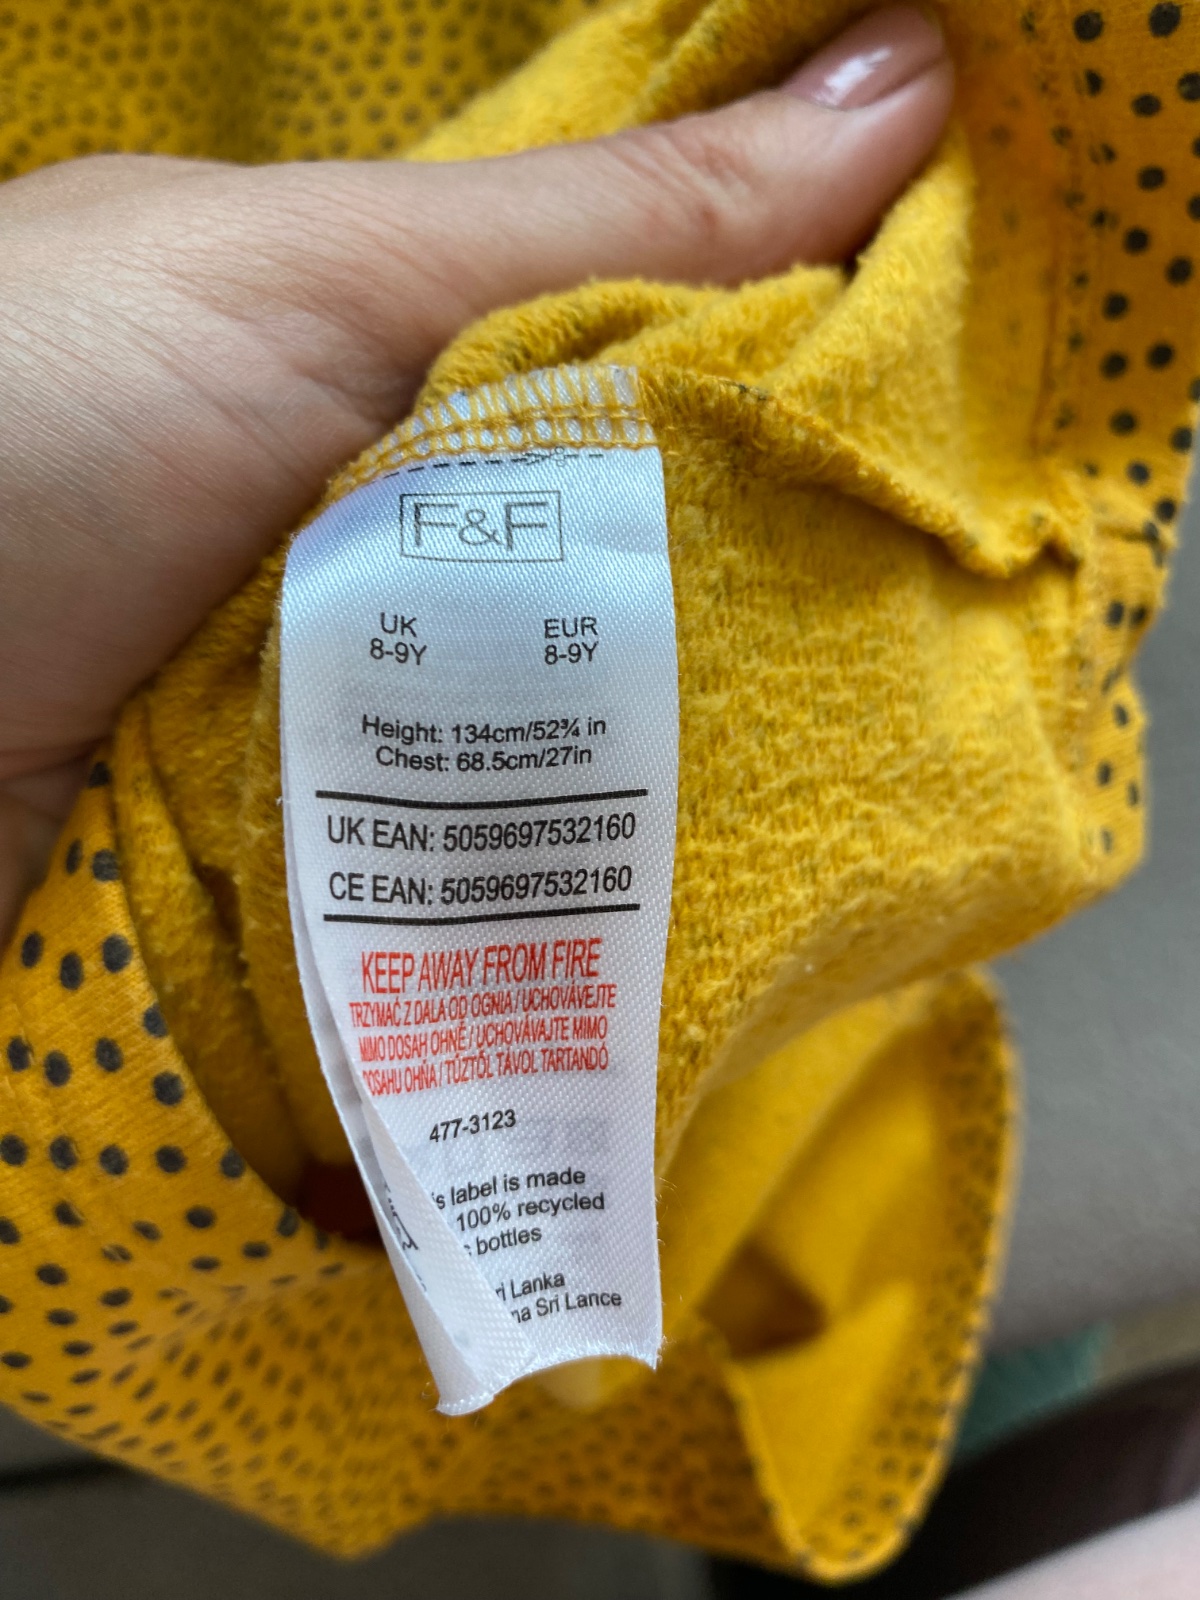 F&F
UK EUR
8-9Y 8-9Y
Height: 134cm/52¾ in
Chest: 68.5cm/27in
UK EAN: 5059697532160
CE EAN: 5059697532160
KEEP AWAY FROM FIRE
TRZYMAĆ Z DALA OD OGNIA / UCHOVÁVEJTE
MIMO DOSAH OHNĚ / UCHOVÁVAJTE MIMO
DOSAHU OHŇA / TŰZTŐL TÁVOL TARTANDÓ
477-3123
label is made
100% recycled
bottles
Lanka
Sri Lance